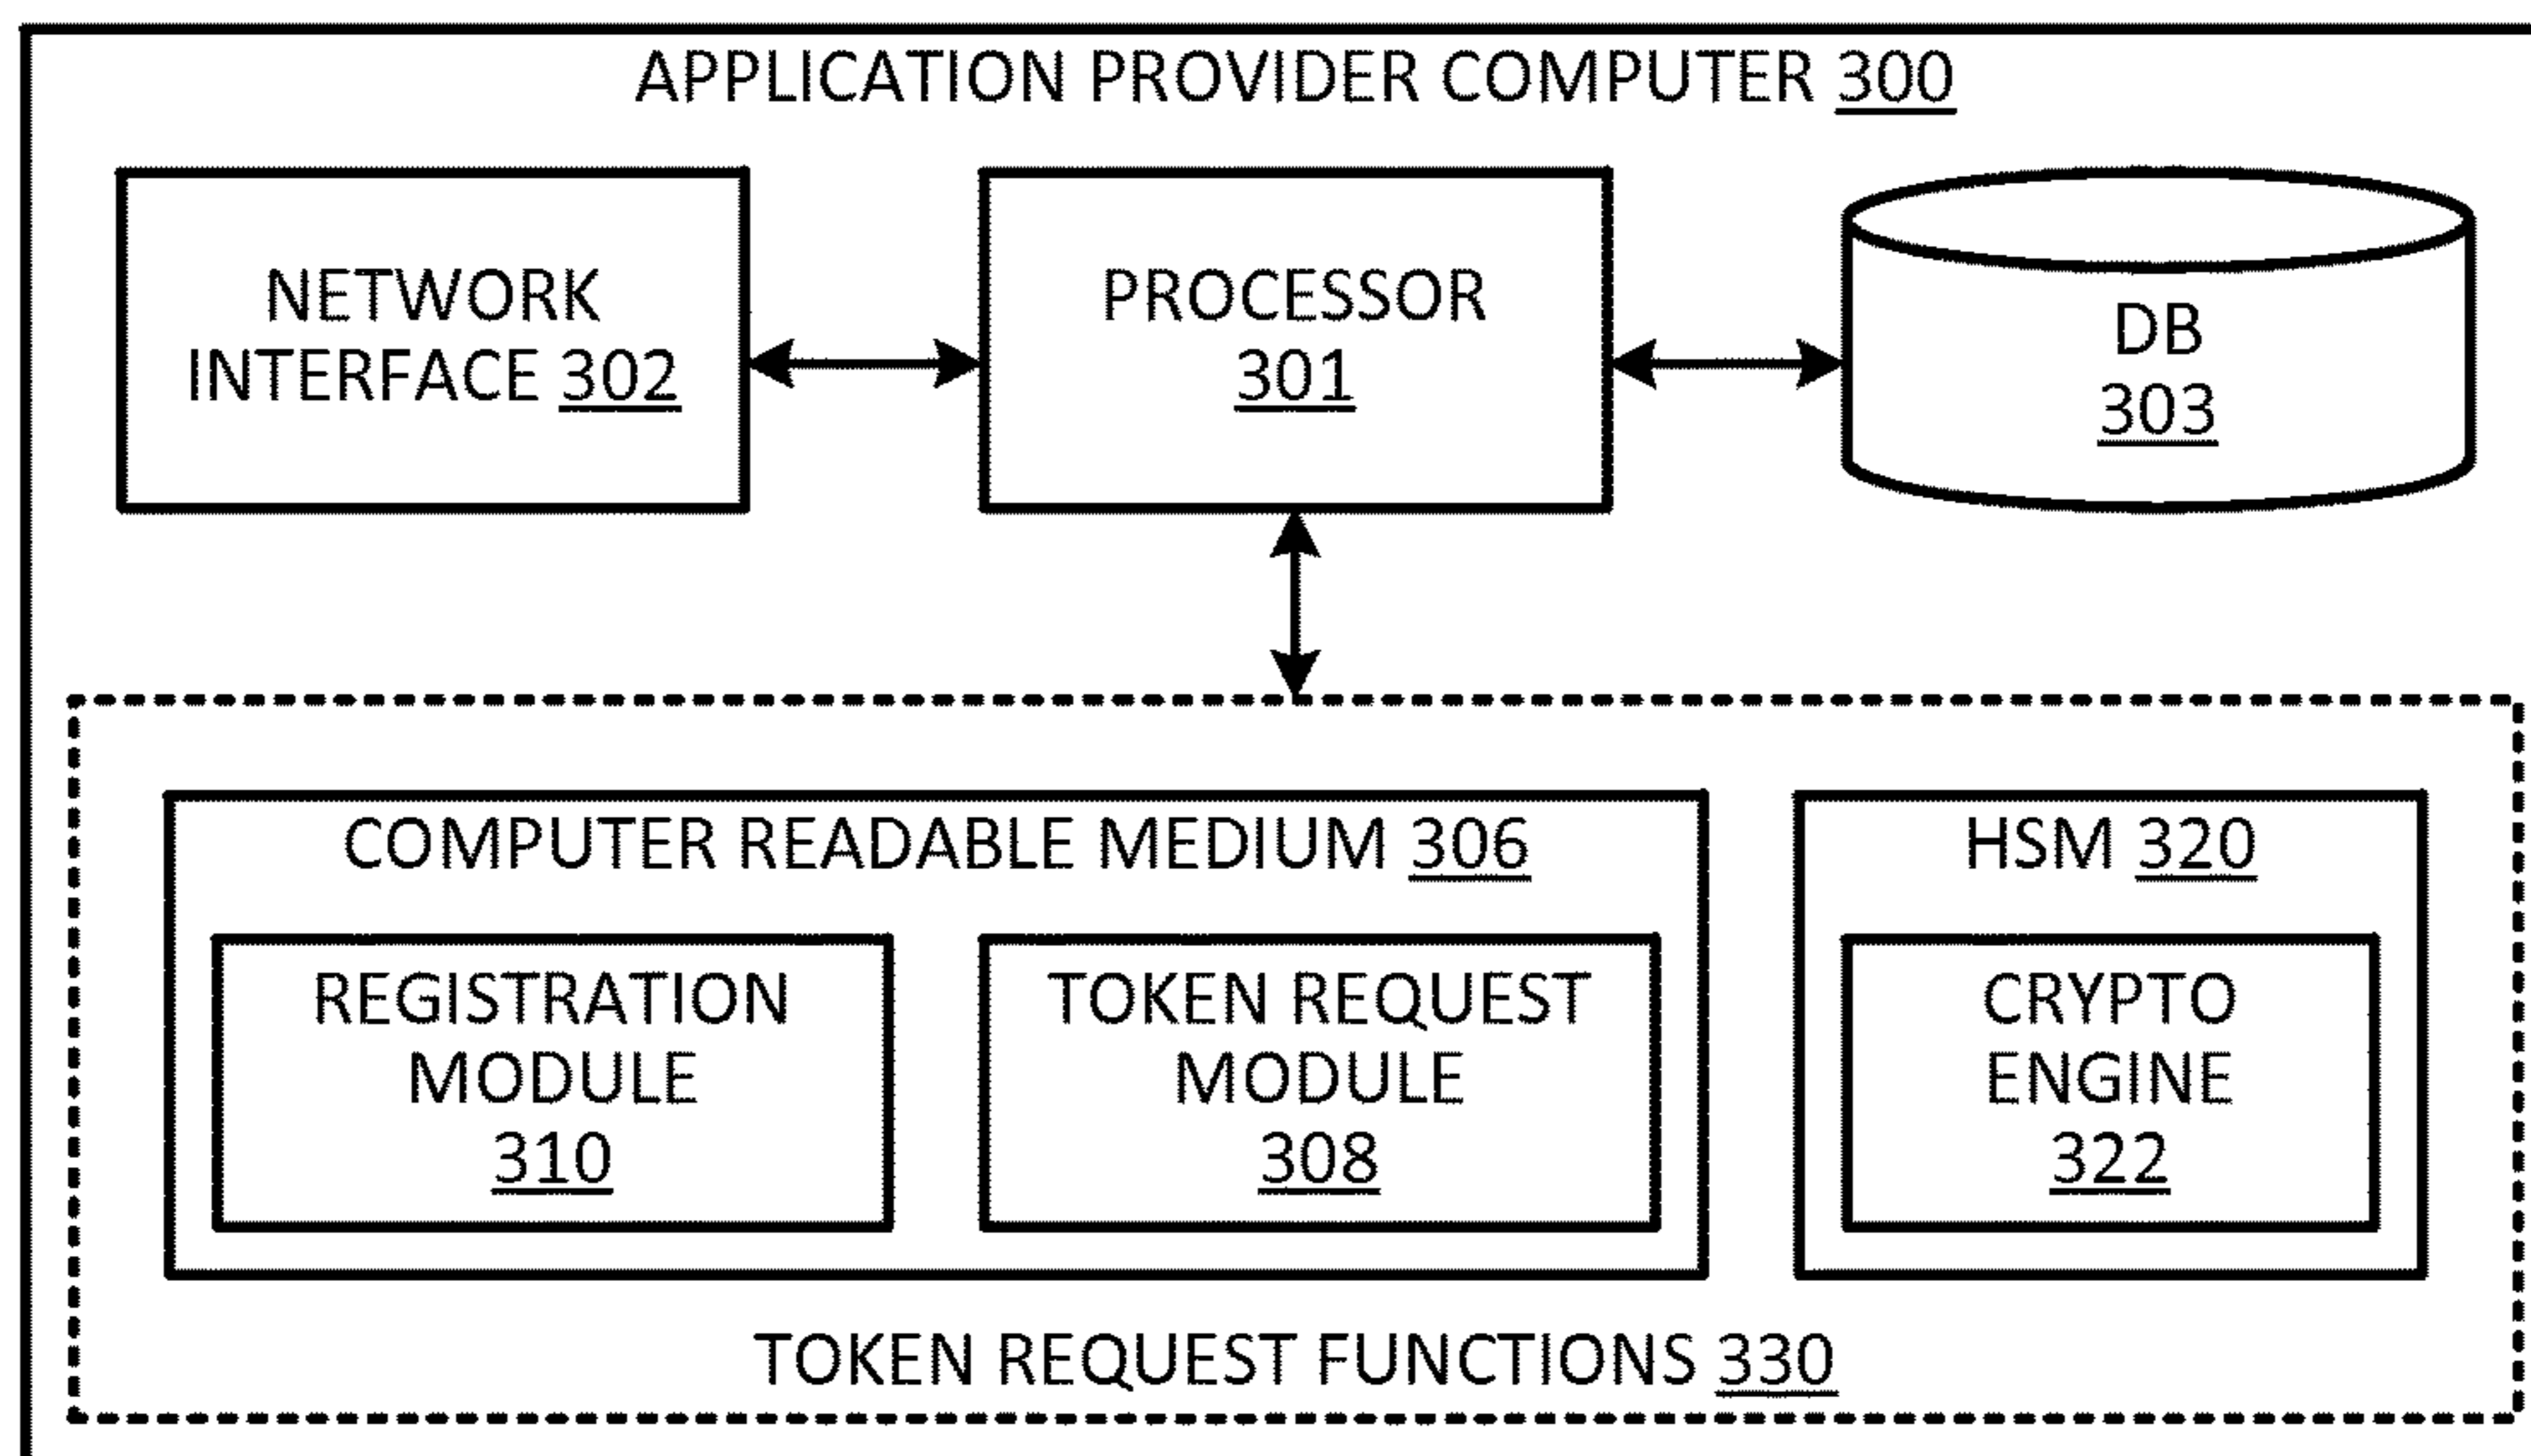 APPLICATION PROVIDER COMPUTER 300
NETWORK
INTERFACE 302
PROCESSOR
301
DB
303
COMPUTER READABLE MEDIUM 306
REGISTRATION
MODULE
310
TOKEN REQUEST
MODULE
308
HSM 320
CRYPTO
ENGINE
322
TOKEN REQUEST FUNCTIONS 330